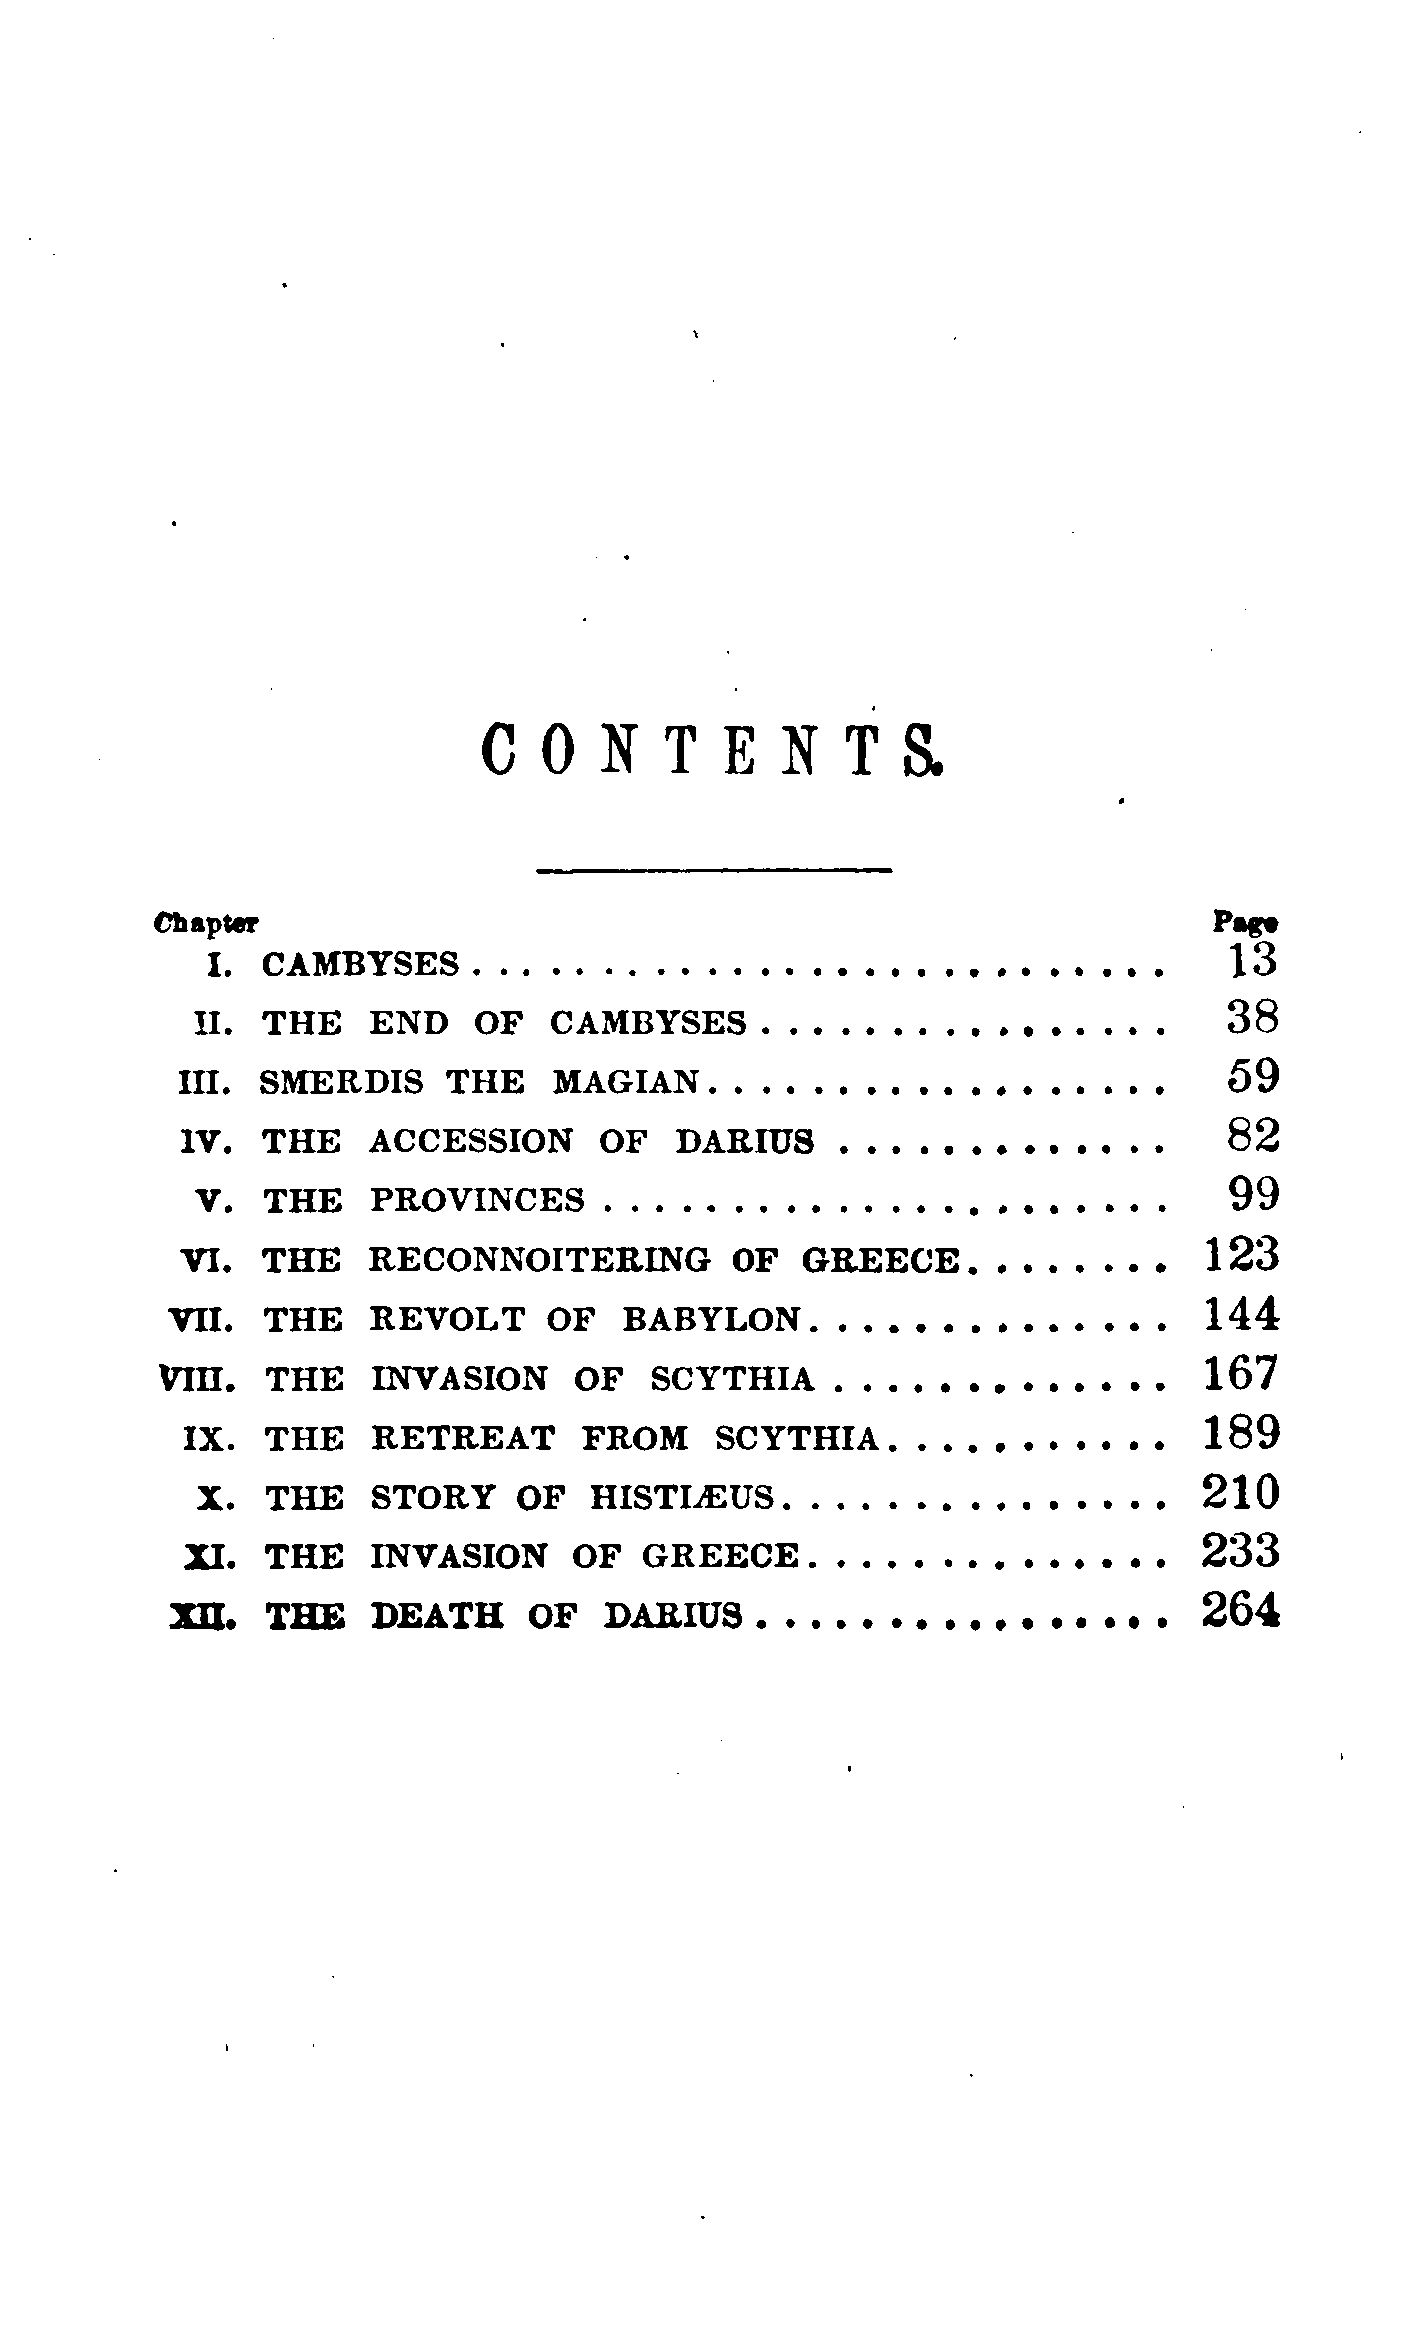 CONTENTS.
Chapter Page
I. CAMBYSES.......................... 13
II. THE END OF CAMBYSES................ 38
III. SMERDIS THE MAGIAN.................. 59
IV. THE ACCESSION OF DARIUS............. 82
V. THE PROVINCES...................... 99
VI. THE RECONNOITERING OF GREECE........ 123
VII. THE REVOLT OF BABYLON.............. 144
VIII. THE INVASION OF SCYTHIA............. 167
IX. THE RETREAT FROM SCYTHIA........... 189
X. THE STORY OF HISTIÆUS............... 210
XI. THE INVASION OF GREECE.............. 233
XII. THE DEATH OF DARIUS................ 264